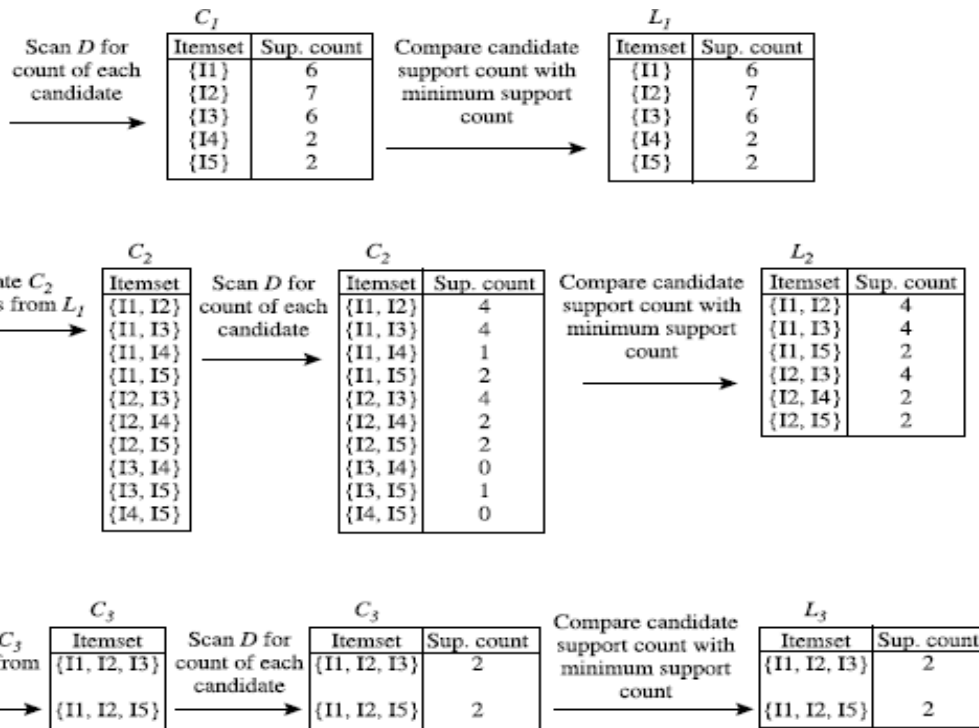 C1
L1
Scan D for
count of each
candidate
Itemset Sup. count
{I1} 6
{I2} 7
{I3} 6
{I4} 2
{I5} 2
Compare candidate
support count with
minimum support
count
Itemset Sup. count
{I1} 6
{I2} 7
{I3} 6
{I4} 2
{I5} 2
C2
C2
L2
ate C2
s from L1
Itemset
{I1, I2}
{I1, I3}
{I1, I4}
{I1, I5}
{I2, I3}
{I2, I4}
{I2, I5}
{I3, I4}
{I3, I5}
{I4, I5}
Scan D for
count of each
candidate
Itemset Sup. count
{I1, I2} 4
{I1, I3} 4
{I1, I4} 1
{I1, I5} 2
{I2, I3} 4
{I2, I4} 2
{I2, I5} 2
{I3, I4} 0
{I3, I5} 1
{I4, I5} 0
Compare candidate
support count with
minimum support
count
Itemset Sup. count
{I1, I2} 4
{I1, I3} 4
{I1, I5} 2
{I2, I3} 4
{I2, I4} 2
{I2, I5} 2
C3
C3
L3
C3
from
Itemset
{I1, I2, I3}
{I1, I2, I5}
Scan D for
count of each
candidate
Itemset Sup. count
{I1, I2, I3} 2
{I1, I2, I5} 2
Compare candidate
support count with
minimum support
count
Itemset Sup. count
{I1, I2, I3} 2
{I1, I2, I5} 2